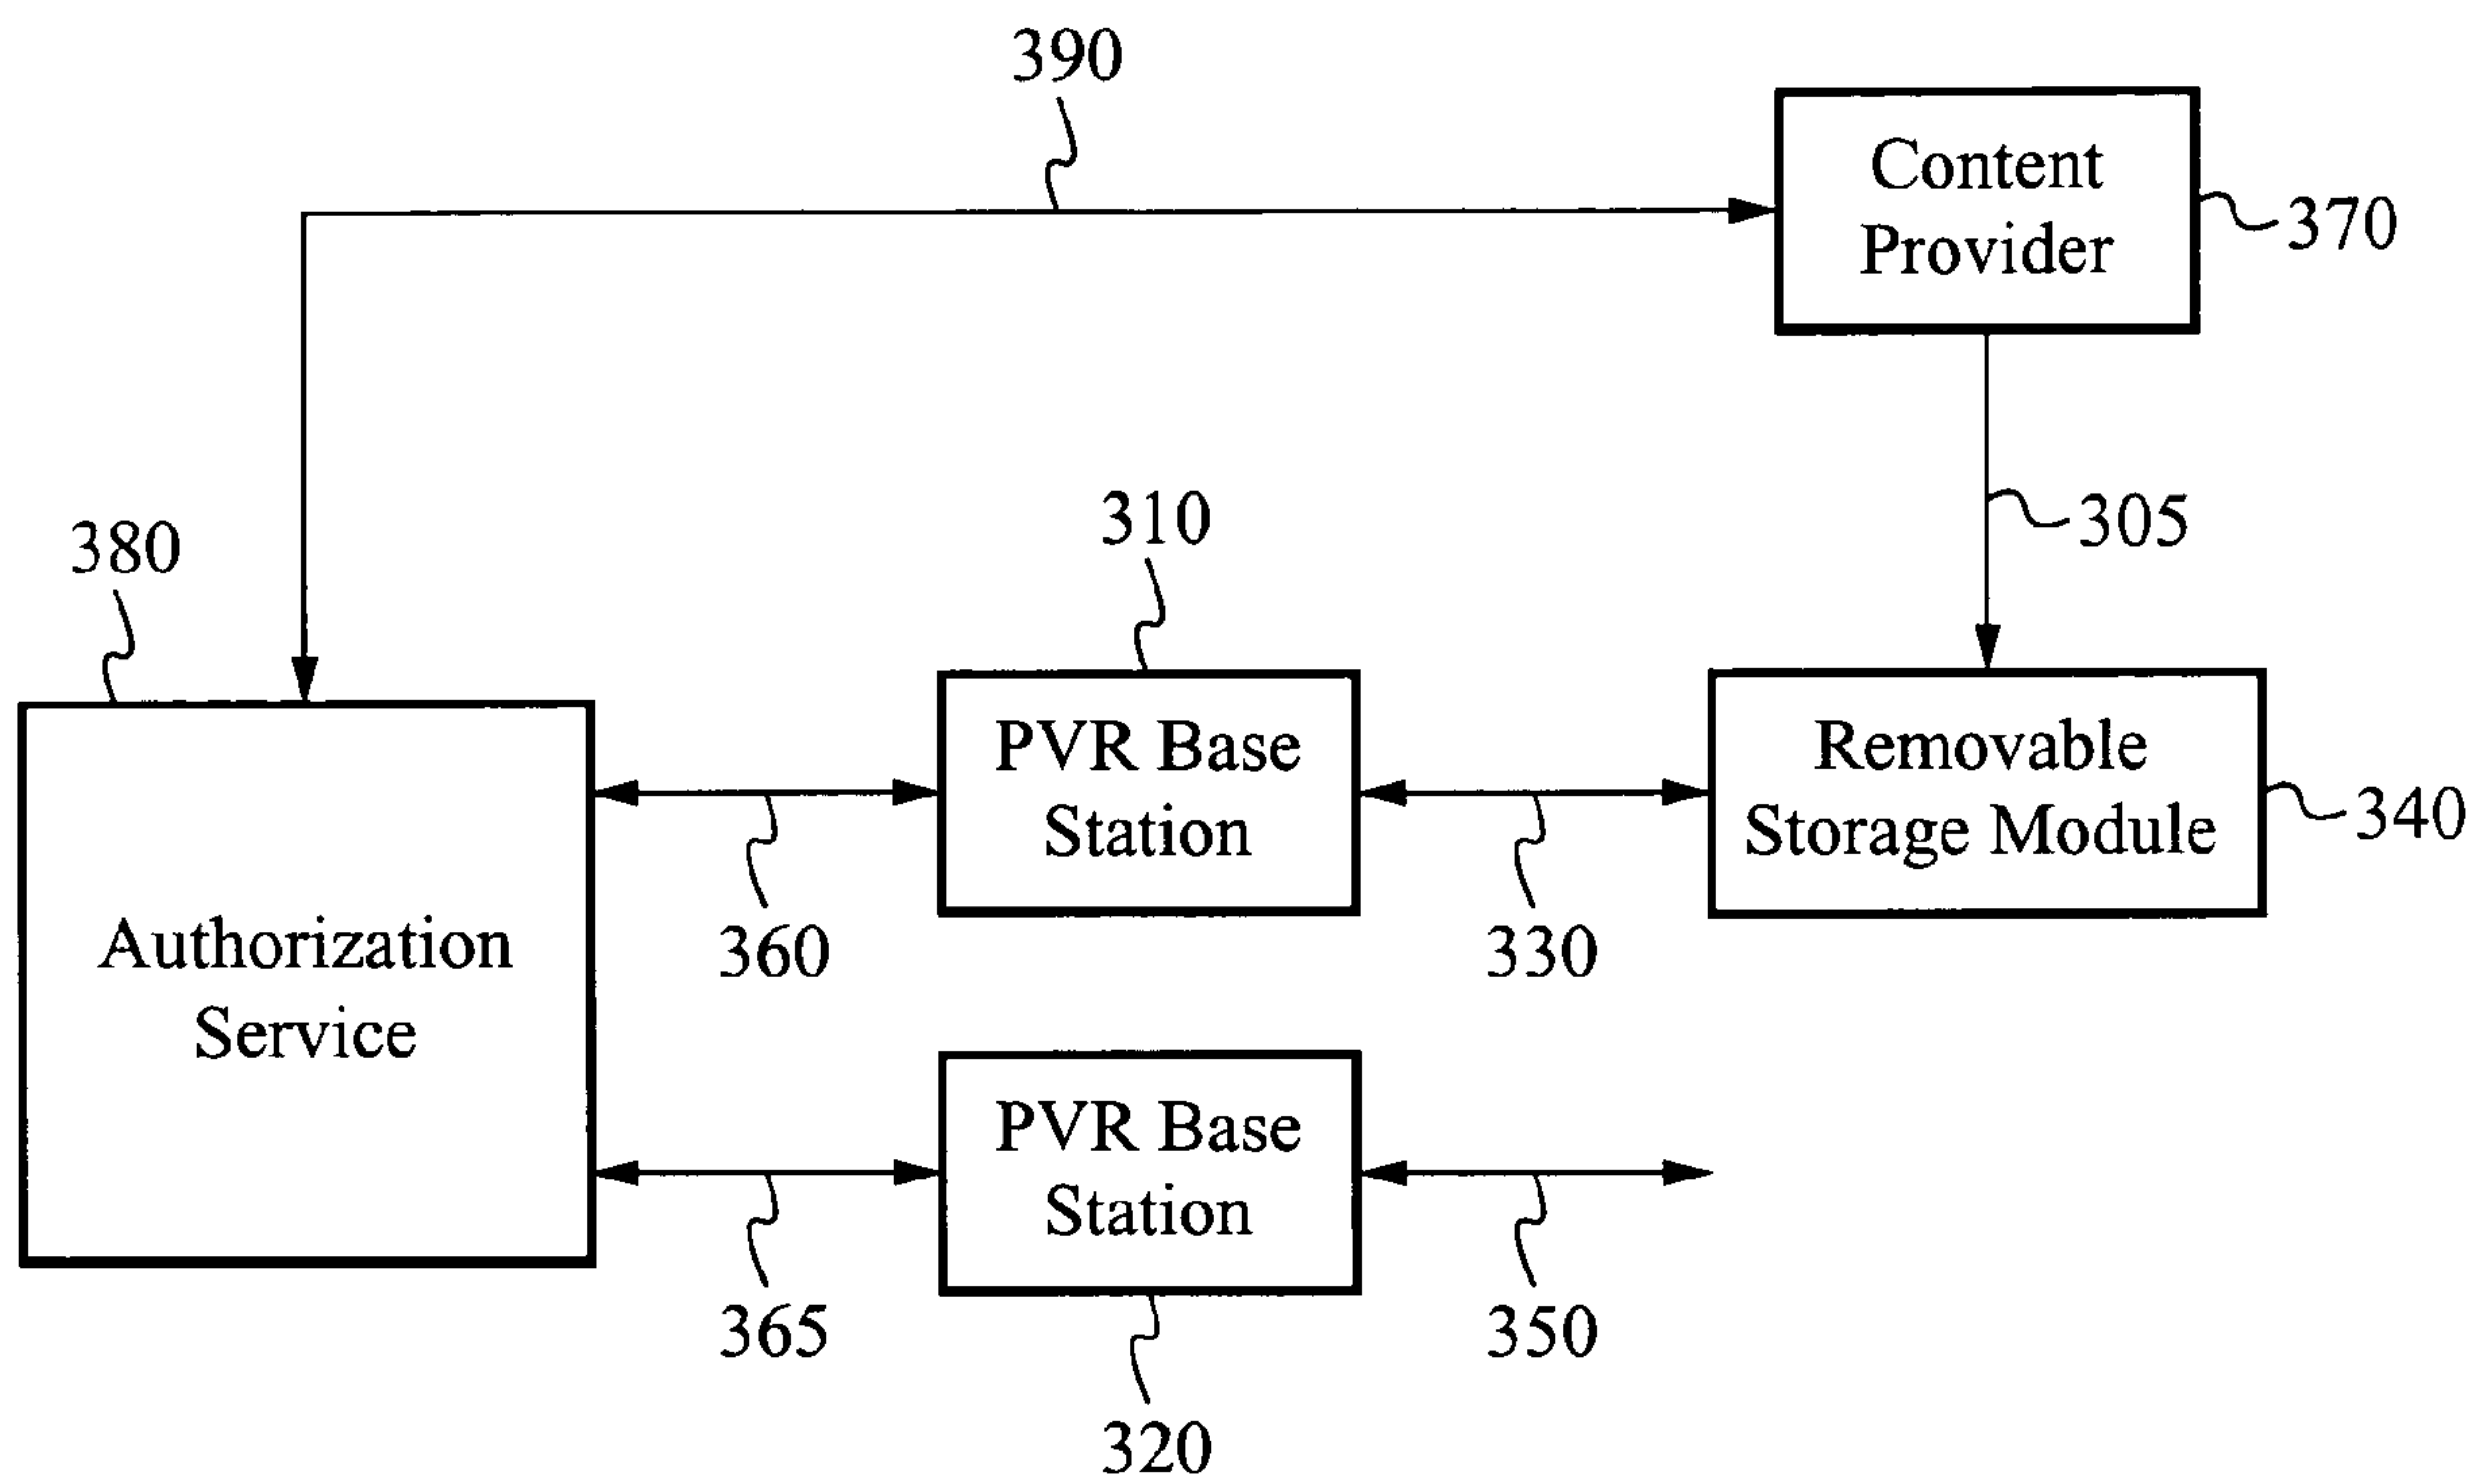 390
Content
Provider
370
305
310
380
PVR Base
Station
Removable
Storage Module
340
360
330
Authorization
Service
PVR Base
Station
365
350
320